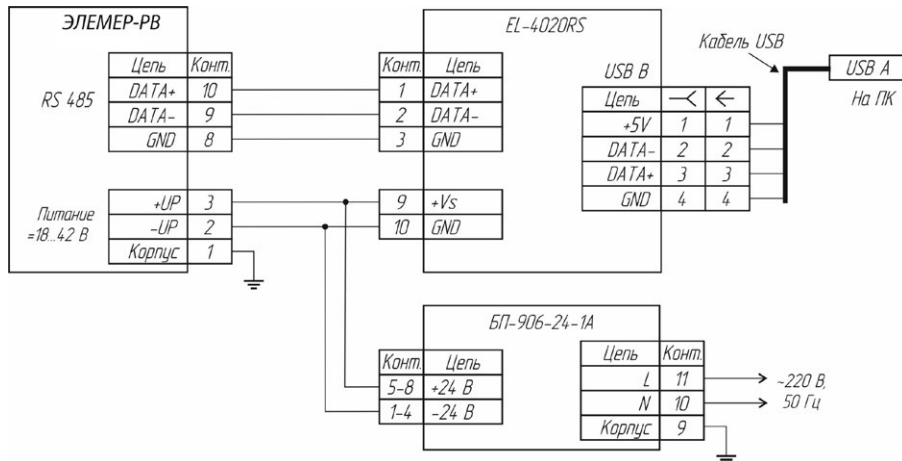 ЭЛЕМЕР-РВ
RS 485
Цепь Конт.
DATA+ 10
DATA- 9
GND 8
Питание
=18...42 В
+UP 3
-UP 2
Корпус 1
EL-4020RS
Конт. Цепь
1 DATA+
2 DATA-
3 GND
9 +Vs
10 GND
USB B
Цепь
+5V 1 1
DATA- 2 2
DATA+ 3 3
GND 4 4
Кабель USB
USB A
На ПК
БП-906-24-1А
Конт. Цепь
5-8 +24 В
1-4 -24 В
Цепь Конт.
L 11
N 10
Корпус 9
~220 В,
50 Гц